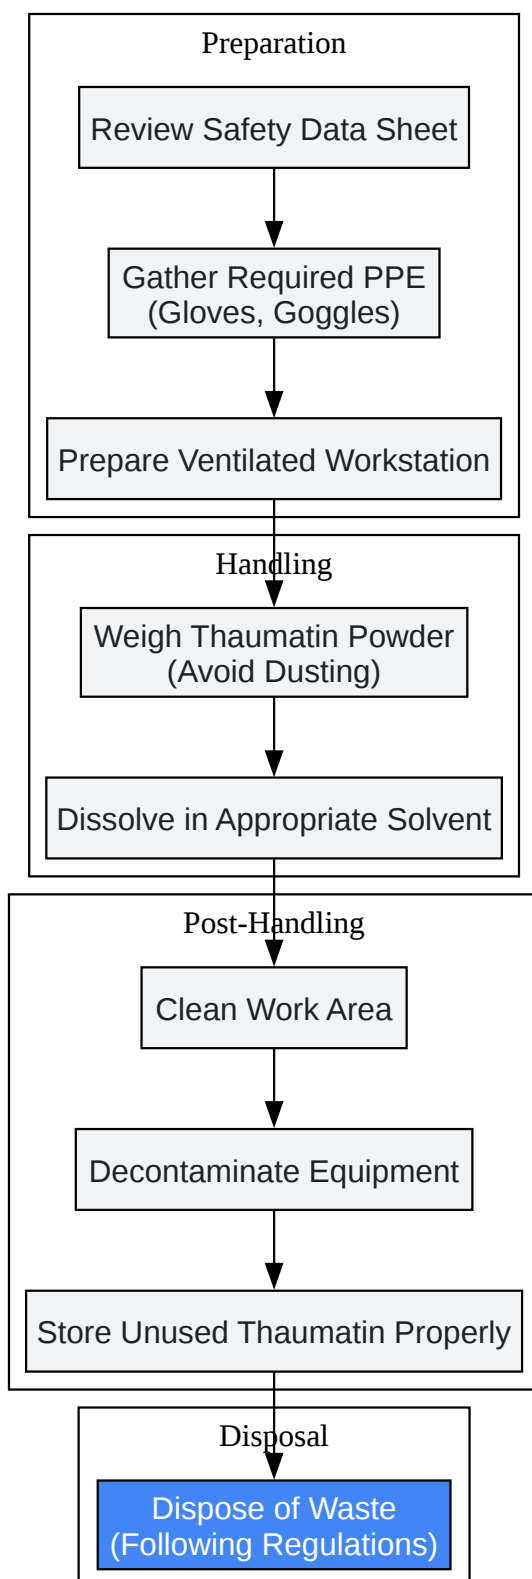 Preparation
Review Safety Data Sheet
Gather Required PPE
(Gloves, Goggles)
Prepare Ventilated Workstation
Handling
Weigh Thaumatin Powder
(Avoid Dusting)
Dissolve in Appropriate Solvent
Post-Handling
Clean Work Area
Decontaminate Equipment
Store Unused Thaumatin Properly
Disposal
Dispose of Waste
(Following Regulations)